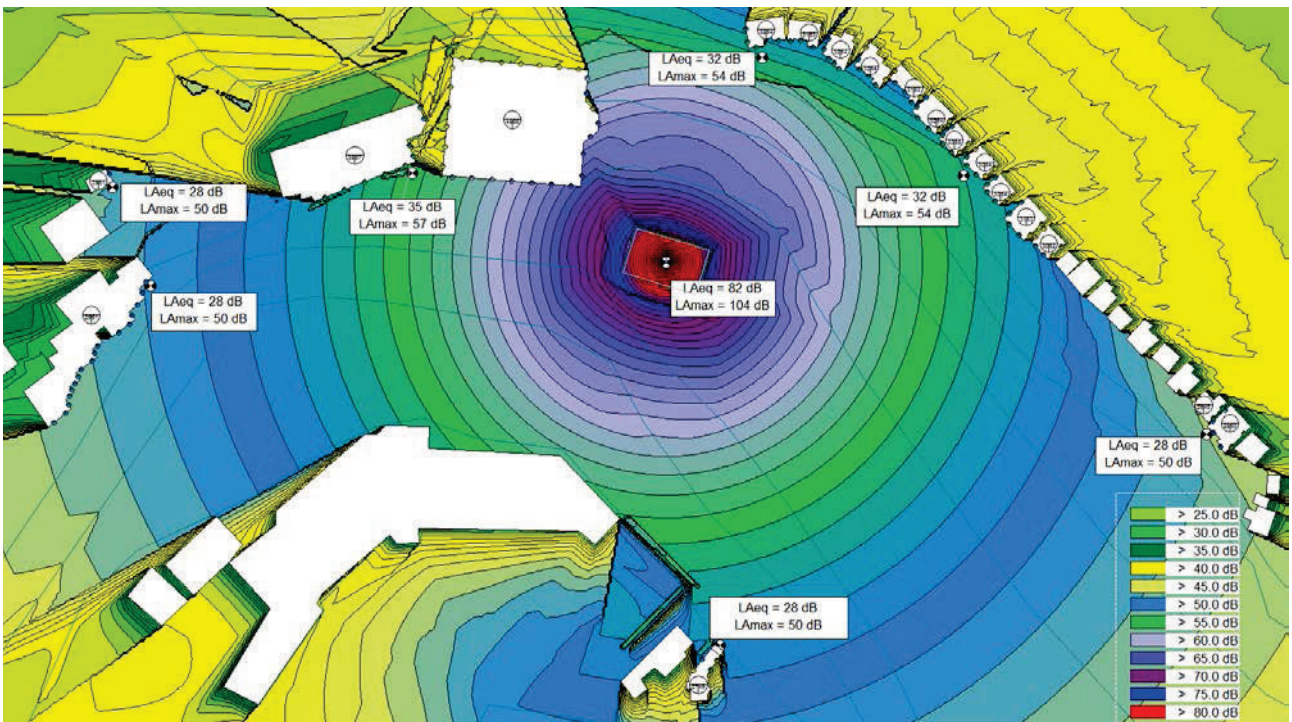 LAeq = 32 dB
LAmax = 54 dB
LAeq = 28 dB
LAmax = 50 dB
LAeq = 35 dB
LAmax = 57 dB
LAeq = 32 dB
LAmax = 54 dB
LAeq = 28 dB
LAmax = 50 dB
LAeq = 82 dB
LAmax = 104 dB
LAeq = 28 dB
LAmax = 50 dB
LAeq = 28 dB
LAmax = 50 dB
> 25.0 dB
> 30.0 dB
> 35.0 dB
> 40.0 dB
> 45.0 dB
> 50.0 dB
> 55.0 dB
> 60.0 dB
> 65.0 dB
> 70.0 dB
> 75.0 dB
> 80.0 dB